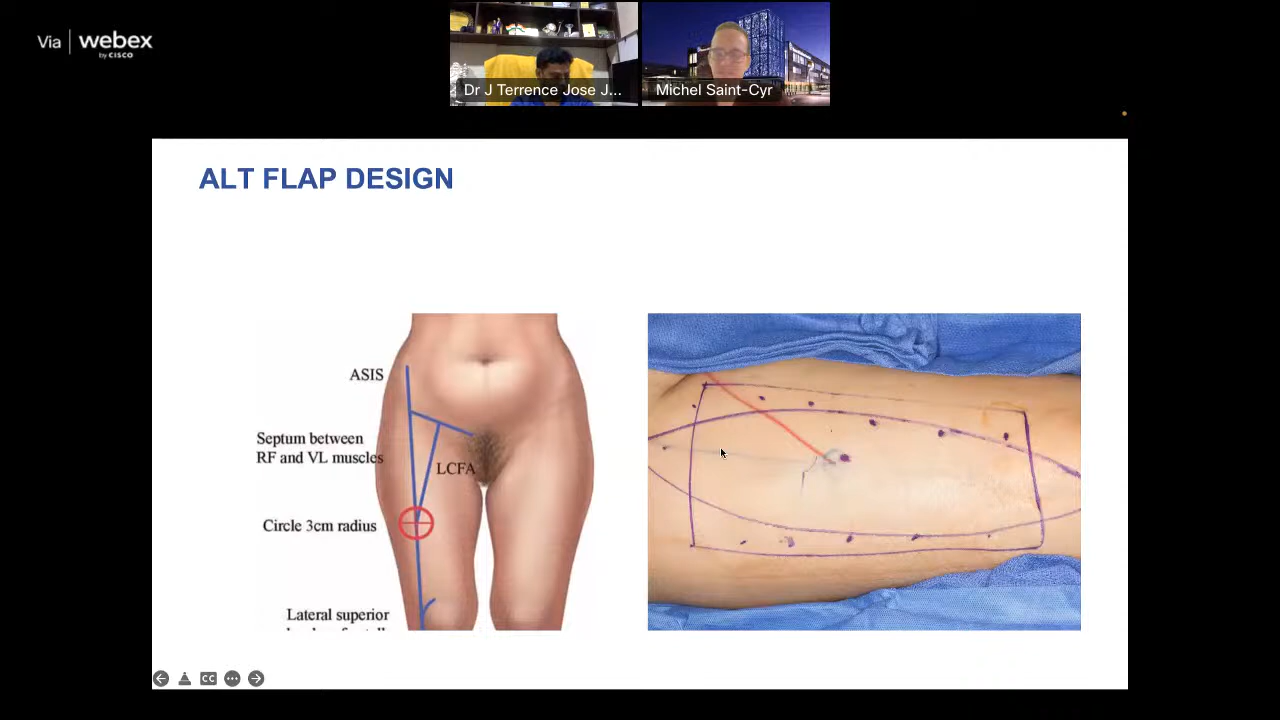 Via | webex
by CISCO
Dr J Terrence Jose J...
Michel Saint-Cyr
ALT FLAP DESIGN
ASIS
Septum between
RF and VL muscles
LCFA
Circle 3cm radius
Lateral superior
CC